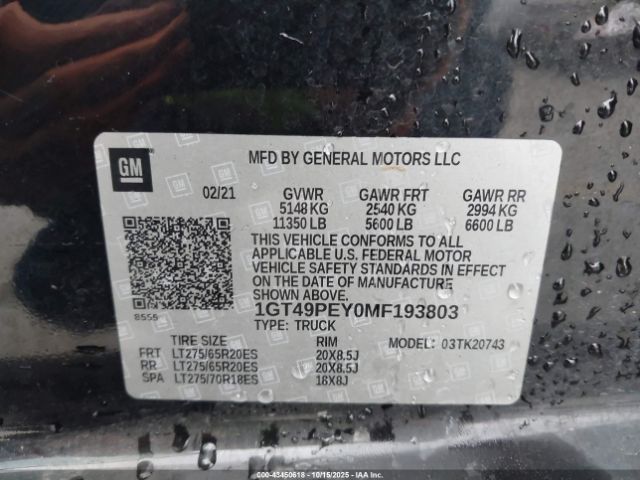 GM
MFD BY GENERAL MOTORS LLC
02/21 GVWR GAWR FRT GAWR RR
5148 KG 2540 KG 2994 KG
11350 LB 5600 LB 6600 LB
THIS VEHICLE CONFORMS TO ALL
APPLICABLE U.S. FEDERAL MOTOR
VEHICLE SAFETY STANDARDS IN EFFECT
ON THE DATE OF MANUFACTURE
SHOWN ABOVE.
1GT49PEY0MF193803
8555
TYPE: TRUCK
TIRE SIZE RIM MODEL: 03TK20743
FRT LT275/65R20ES 20X8.5J
RR LT275/65R20ES 20X8.5J
SPA LT275/70R18ES 18X8J
© 43450618 - 10/15/2025 - IAAI.com